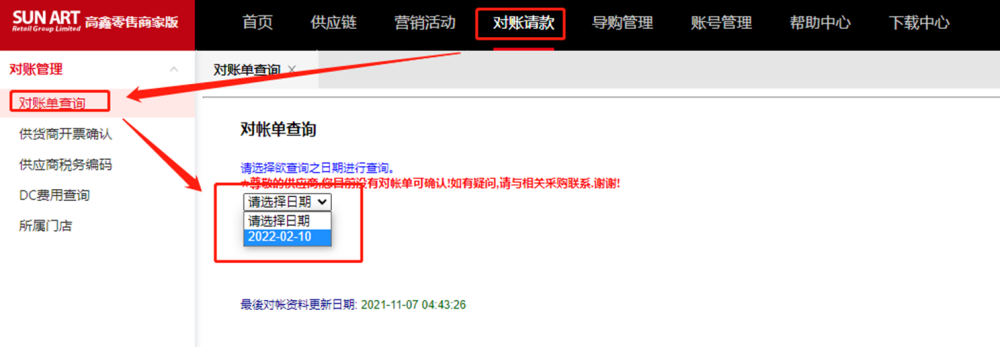 SUN ART
Retail Group Limited
高鑫零售商家版
首页 供应链 营销活动 对账请款 导购管理 账号管理 帮助中心 下载中心
对账管理
对账单查询
供货商开票确认
供应商税务编码
DC费用查询
所属门店
对账单查询 ×
对帐单查询
请选择欲查询之日期进行查询。
★尊敬的供应商,您目前没有对帐单可确认!如有疑问,请与相关采购联系.谢谢!
请选择日期
请选择日期
2022-02-10
最後对帐资料更新日期: 2021-11-07 04:43:26